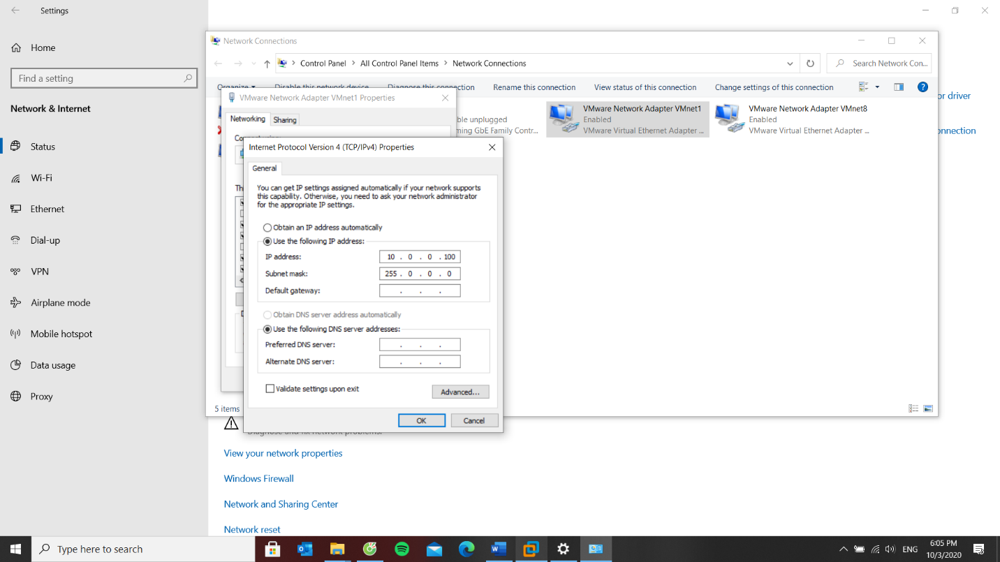 Settings
Home
Find a setting
Network & Internet
Status
Wi-Fi
Ethernet
Dial-up
VPN
Airplane mode
Mobile hotspot
Data usage
Proxy
Network Connections
Control Panel > All Control Panel Items > Network Connections
Search Network Con...
Organize
Disable this network device
Diagnose this connection
Rename this connection
View status of this connection
Change settings of this connection
or driver
onnection
ble unplugged
ming GbE Family Contr...
VMware Network Adapter VMnet1
Enabled
VMware Virtual Ethernet Adapter ...
VMware Network Adapter VMnet8
Enabled
VMware Virtual Ethernet Adapter ...
VMware Network Adapter VMnet1 Properties
Networking
Sharing
Th
Internet Protocol Version 4 (TCP/IPv4) Properties
General
You can get IP settings assigned automatically if your network supports
this capability. Otherwise, you need to ask your network administrator
for the appropriate IP settings.
Obtain an IP address automatically
Use the following IP address:
IP address: 10 . 0 . 0 . 100
Subnet mask: 255 . 0 . 0 . 0
Default gateway: . . .
Obtain DNS server address automatically
Use the following DNS server addresses:
Preferred DNS server: . . .
Alternate DNS server: . . .
Validate settings upon exit
Advanced...
OK
Cancel
5 items
Diagnose and fix network problems.
View your network properties
Windows Firewall
Network and Sharing Center
Network reset
Type here to search
ENG
6:05 PM
10/3/2020